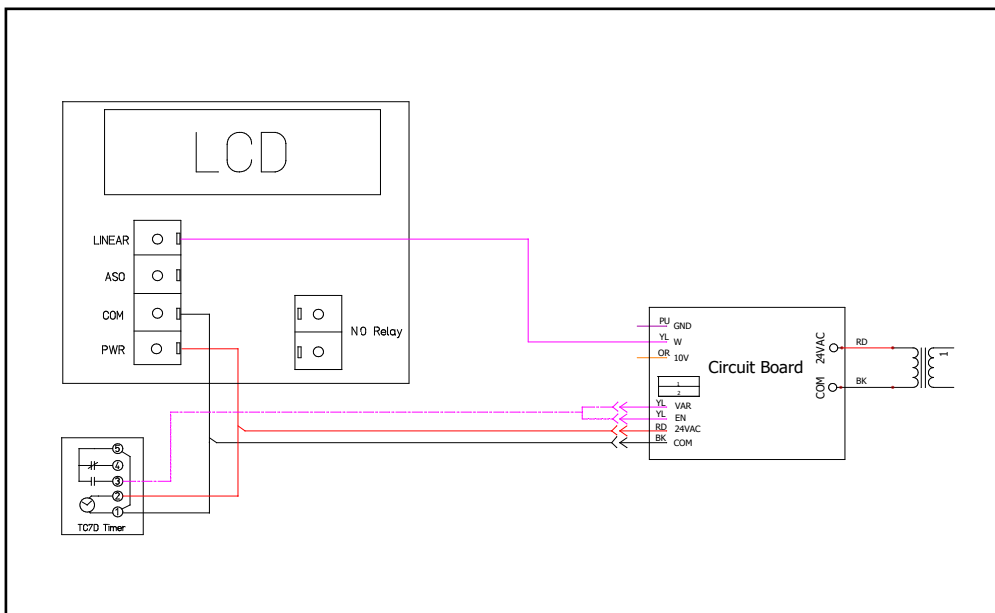 LCD
LINEAR
ASO
COM
PWR
NO Relay
PU GND
YL W
OR 10V
1
2
YL VAR
YL EN
RD 24VAC
BK COM
Circuit Board
24VAC
COM
RD
BK
1
5
4
3
2
1
TC7D Timer